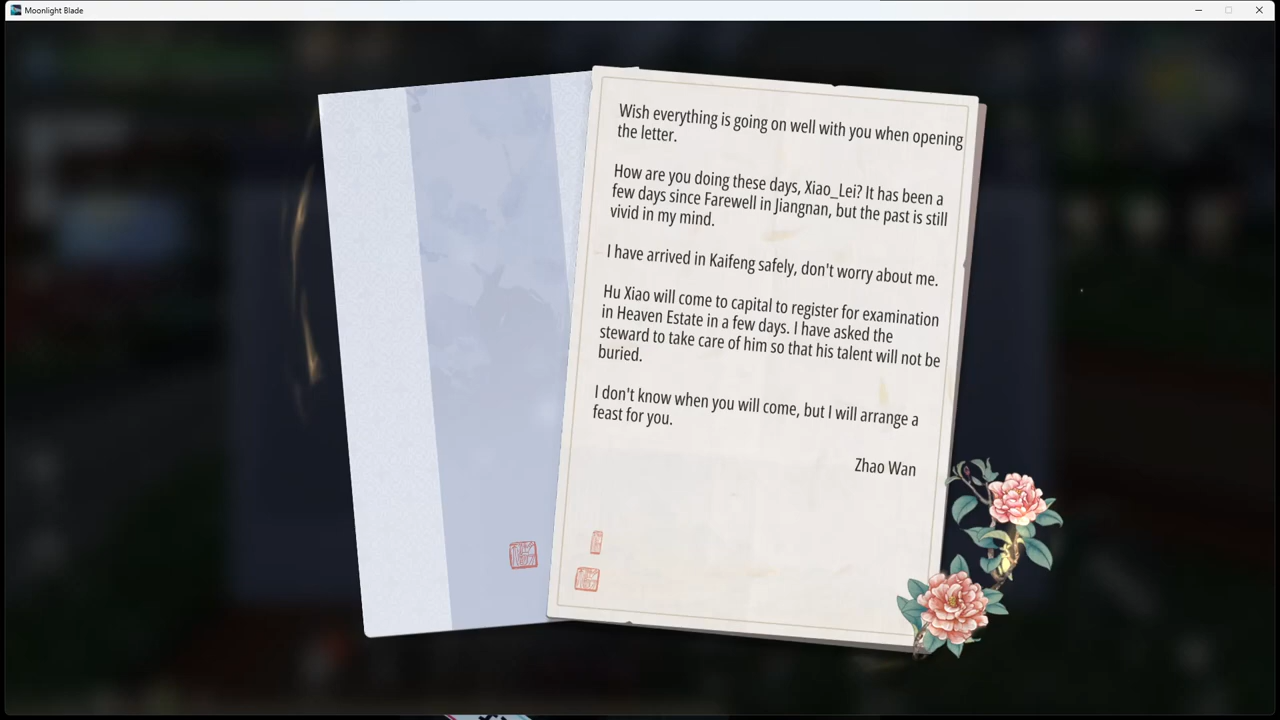 Moonlight Blade
Wish everything is going on well with you when opening
the letter.
How are you doing these days, Xiao_Lei? It has been a
few days since Farewell in Jiangnan, but the past is still
vivid in my mind.
I have arrived in Kaifeng safely, don't worry about me.
Hu Xiao will come to capital to register for examination
in Heaven Estate in a few days. I have asked the
steward to take care of him so that his talent will not be
buried.
I don't know when you will come, but I will arrange a
feast for you.
Zhao Wan